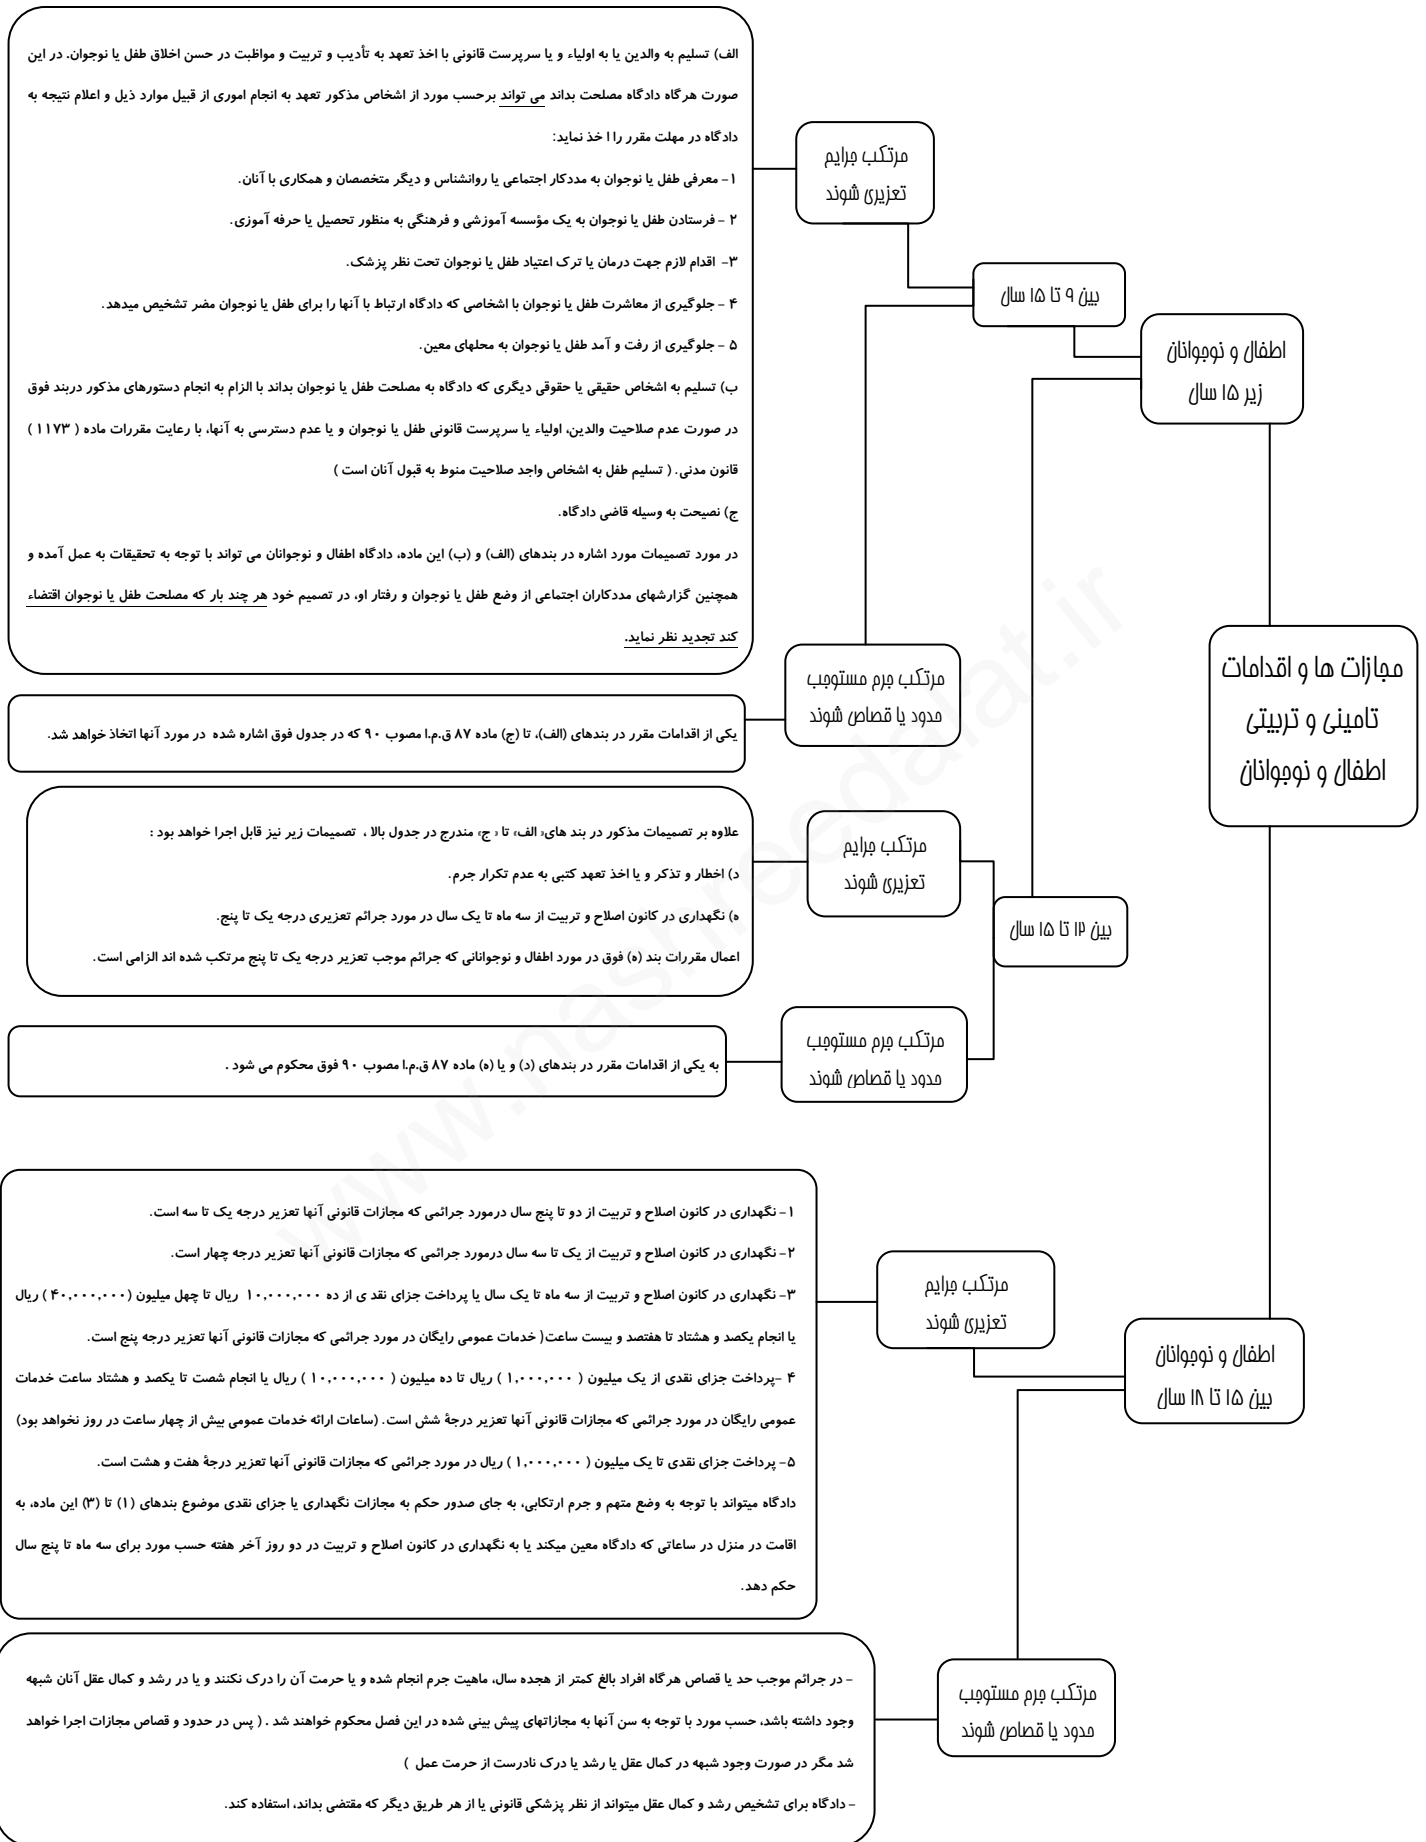 مجازات ها و اقدامات
تامینی و تربیتی
اطفال و نوجوانان
اطفال و نوجوانان
زیر ۱۵ سال
بین ۹ تا ۱۵ سال
مرتکب جرایم
تعزیری شوند
الف) تسلیم به والدین یا به اولیاء و یا سرپرست قانونی با اخذ تعهد به تأدیب و تربیت و مواظبت در حسن اخلاق طفل یا نوجوان. در این
صورت هرگاه دادگاه مصلحت بداند می تواند برحسب مورد از اشخاص مذکور تعهد به انجام اموری از قبیل موارد ذیل و اعلام نتیجه به
دادگاه در مهلت مقرر را ا خذ نماید:
۱- معرفی طفل یا نوجوان به مددکار اجتماعی یا روانشناس و دیگر متخصصان و همکاری با آنان.
۲ - فرستادن طفل یا نوجوان به یک مؤسسه آموزشی و فرهنگی به منظور تحصیل یا حرفه آموزی.
۳- اقدام لازم جهت درمان یا ترک اعتیاد طفل یا نوجوان تحت نظر پزشک.
۴ - جلوگیری از معاشرت طفل یا نوجوان با اشخاصی که دادگاه ارتباط با آنها را برای طفل یا نوجوان مضر تشخیص میدهد.
۵ - جلوگیری از رفت و آمد طفل یا نوجوان به محلهای معین.
ب) تسلیم به اشخاص حقیقی یا حقوقی دیگری که دادگاه به مصلحت طفل یا نوجوان بداند با الزام به انجام دستورهای مذکور دربند فوق
در صورت عدم صلاحیت والدین، اولیاء یا سرپرست قانونی طفل یا نوجوان و یا عدم دسترسی به آنها، با رعایت مقررات ماده ( ۱۱۷۳ )
قانون مدنی. ( تسلیم طفل به اشخاص واجد صلاحیت منوط به قبول آنان است )
ج) نصیحت به وسیله قاضی دادگاه.
در مورد تصمیمات مورد اشاره در بندهای (الف) و (ب) این ماده، دادگاه اطفال و نوجوانان می تواند با توجه به تحقیقات به عمل آمده و
همچنین گزارشهای مددکاران اجتماعی از وضع طفل یا نوجوان و رفتار او، در تصمیم خود هر چند بار که مصلحت طفل یا نوجوان اقتضاء
کند تجدید نظر نماید.
مرتکب جرم مستوجب
حدود یا قصاص شوند
یکی از اقدامات مقرر در بندهای (الف)، تا (ج) ماده ۸۷ ق.م.ا مصوب ۹۰ که در جدول فوق اشاره شده در مورد آنها اتخاذ خواهد شد.
بین ۱۲ تا ۱۵ سال
مرتکب جرایم
تعزیری شوند
علاوه بر تصمیمات مذکور در بند های« الف» تا « ج» مندرج در جدول بالا ، تصمیمات زیر نیز قابل اجرا خواهد بود :
د) اخطار و تذکر و یا اخذ تعهد کتبی به عدم تکرار جرم.
ه) نگهداری در کانون اصلاح و تربیت از سه ماه تا یک سال در مورد جرائم تعزیری درجه یک تا پنج.
اعمال مقررات بند (ه) فوق در مورد اطفال و نوجوانانی که جرائم موجب تعزیر درجه یک تا پنج مرتکب شده اند الزامی است.
مرتکب جرم مستوجب
حدود یا قصاص شوند
به یکی از اقدامات مقرر در بندهای (د) و یا (ه) ماده ۸۷ ق.م.ا مصوب ۹۰ فوق محکوم می شود .
اطفال و نوجوانان
بین ۱۵ تا ۱۸ سال
مرتکب جرایم
تعزیری شوند
۱- نگهداری در کانون اصلاح و تربیت از دو تا پنج سال درمورد جرائمی که مجازات قانونی آنها تعزیر درجه یک تا سه است.
۲- نگهداری در کانون اصلاح و تربیت از یک تا سه سال درمورد جرائمی که مجازات قانونی آنها تعزیر درجه چهار است.
۳- نگهداری در کانون اصلاح و تربیت از سه ماه تا یک سال یا پرداخت جزای نقد ی از ده ۱۰,۰۰۰,۰۰۰ ریال تا چهل میلیون (۴۰,۰۰۰,۰۰۰ ) ریال
یا انجام یکصد و هشتاد تا هفتصد و بیست ساعت( خدمات عمومی رایگان در مورد جرائمی که مجازات قانونی آنها تعزیر درجه پنج است.
۴ -پرداخت جزای نقدی از یک میلیون ( ۱,۰۰۰,۰۰۰ ) ریال تا ده میلیون ( ۱۰,۰۰۰,۰۰۰ ) ریال یا انجام شصت تا یکصد و هشتاد ساعت خدمات
عمومی رایگان در مورد جرائمی که مجازات قانونی آنها تعزیر درجهٔ شش است. (ساعات ارائه خدمات عمومی بیش از چهار ساعت در روز نخواهد بود)
۵- پرداخت جزای نقدی تا یک میلیون ( ۱,۰۰۰,۰۰۰ ) ریال در مورد جرائمی که مجازات قانونی آنها تعزیر درجهٔ هفت و هشت است.
دادگاه میتواند با توجه به وضع متهم و جرم ارتکابی، به جای صدور حکم به مجازات نگهداری یا جزای نقدی موضوع بندهای (۱) تا (۳) این ماده، به
اقامت در منزل در ساعاتی که دادگاه معین میکند یا به نگهداری در کانون اصلاح و تربیت در دو روز آخر هفته حسب مورد برای سه ماه تا پنج سال
حکم دهد.
مرتکب جرم مستوجب
حدود یا قصاص شوند
- در جرائم موجب حد یا قصاص هرگاه افراد بالغ کمتر از هجده سال، ماهیت جرم انجام شده و یا حرمت آن را درک نکنند و یا در رشد و کمال عقل آنان شبهه
وجود داشته باشد، حسب مورد با توجه به سن آنها به مجازاتهای پیش بینی شده در این فصل محکوم خواهند شد . ( پس در حدود و قصاص مجازات اجرا خواهد
شد مگر در صورت وجود شبهه در کمال عقل یا رشد یا درک نادرست از حرمت عمل )
- دادگاه برای تشخیص رشد و کمال عقل میتواند از نظر پزشکی قانونی یا از هر طریق دیگر که مقتضی بداند، استفاده کند.
www.nashreedalat.ir